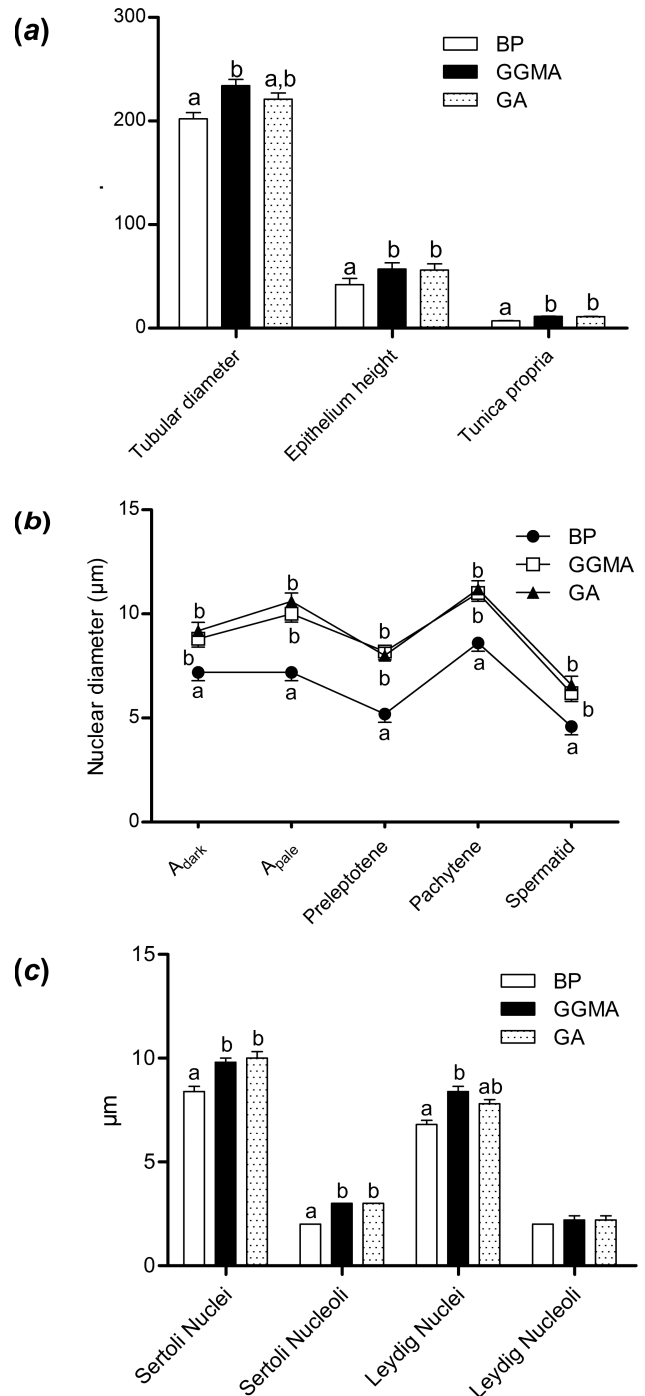 (a)
300
200
100
0
BP
GGMA
GA
a
b
a,b
a
b
b
a
b
b
Tubular diameter
Epithelium height
Tunica propria
(b)
Nuclear diameter (μm)
15
10
5
0
BP
GGMA
GA
b
b
a
b
b
a
b
b
a
b
b
a
b
b
a
Adark
Apale
Preleptotene
Pachytene
Spermatid
(c)
μm
15
10
5
0
BP
GGMA
GA
a
b
b
a
b
b
a
b
ab
Sertoli Nuclei
Sertoli Nucleoli
Leydig Nuclei
Leydig Nucleoli